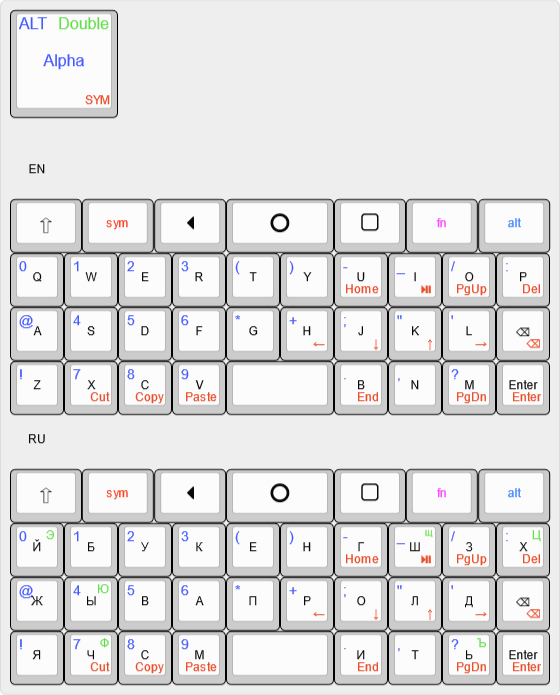 ALT Double
Alpha
SYM
EN
⇧ sym ◀ O ▢ fn alt
0 1 2 3 ( ) - _ / :
Q W E R T Y U I O P
Home ⏯ PgUp Del
@ 4 5 6 * + ; " '
A S D F G H J K L ⌫
← ↓ ↑ → ⌫
! 7 8 9 . , ?
Z X C V B N M Enter
Cut Copy Paste End PgDn Enter
RU
⇧ sym ◀ O ▢ fn alt
0 Э 1 2 3 ( ) - _ щ / : Ц
Й Б У К Е Н Г Ш З Х
Home ⏯ PgUp Del
@ 4 Ю 5 6 * + ; " '
Ж Ы В А П Р О Л Д ⌫
← ↓ ↑ → ⌫
! 7 Ф 8 9 . , ? Ъ
Я Ч С М И Т Ь Enter
Cut Copy Paste End PgDn Enter